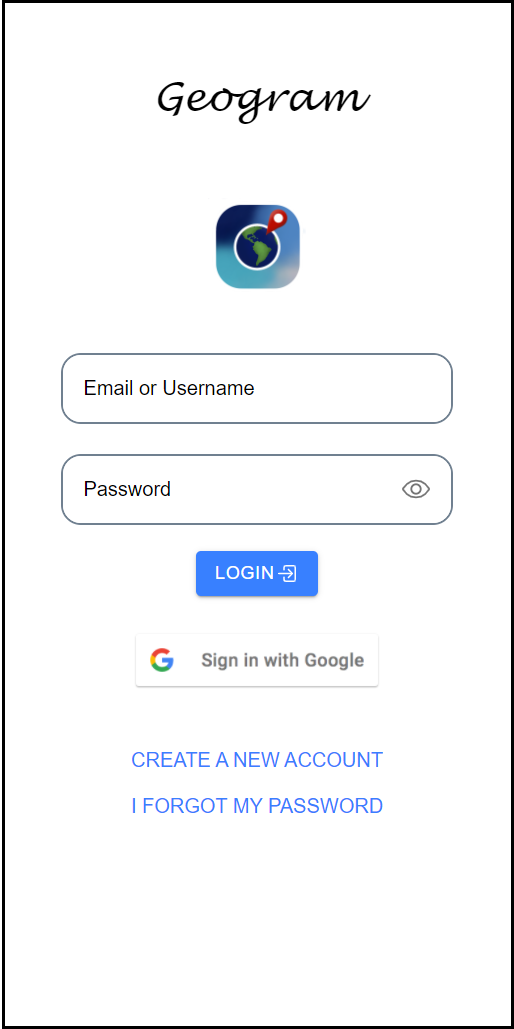 Geogram
Email or Username
Password
LOGIN
Sign in with Google
CREATE A NEW ACCOUNT
I FORGOT MY PASSWORD